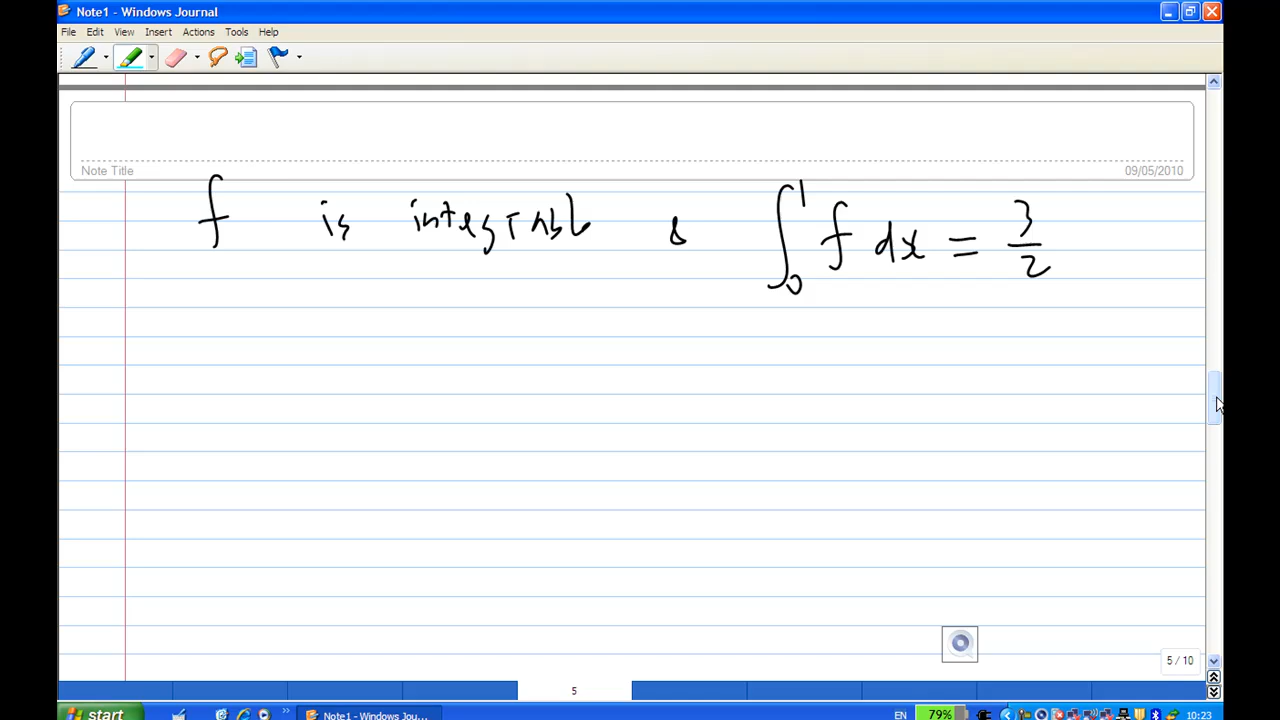 Note1 - Windows Journal
File Edit View Insert Actions Tools Help
Note Title
09/05/2010
f is integrable & ∫₀¹ f dx = 3/2
5 / 10
5
start
Note1 - Windows Jou...
EN
79%
10:23